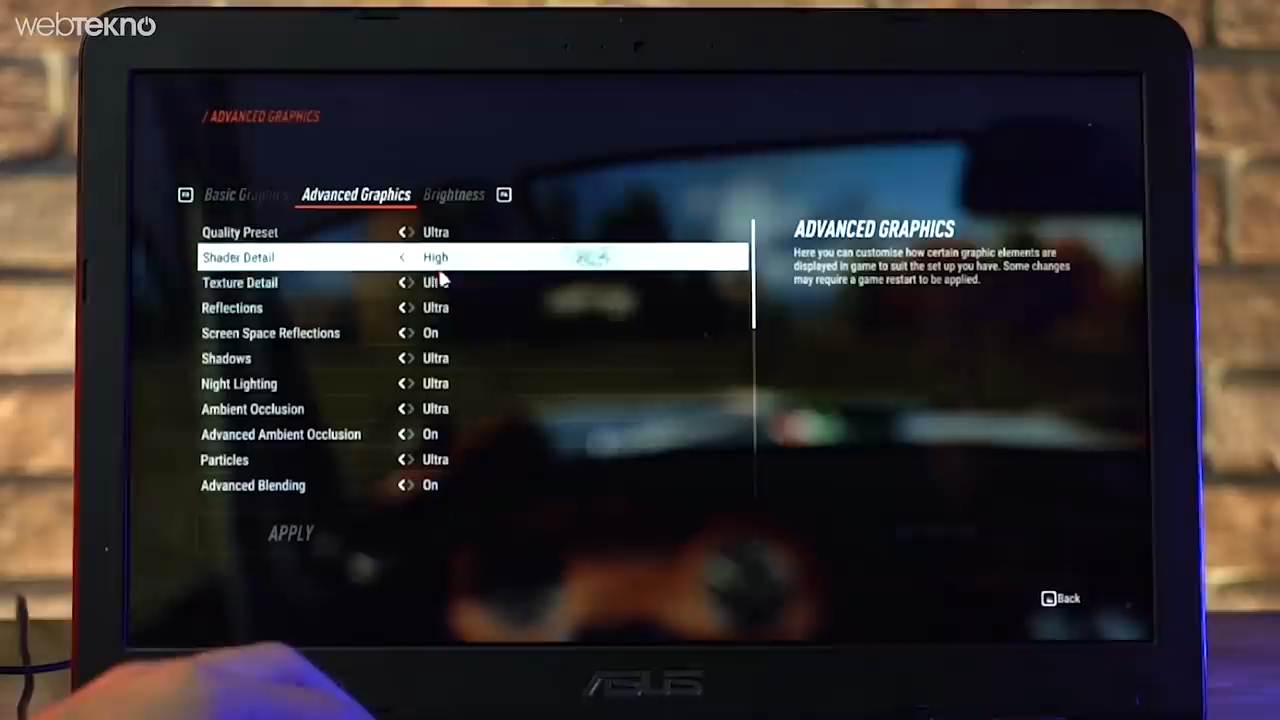 webTEKNO
/ ADVANCED GRAPHICS
Basic Graphics Advanced Graphics Brightness
Quality Preset Ultra
Shader Detail High
Texture Detail
Reflections Ultra
Screen Space Reflections On
Shadows Ultra
Night Lighting Ultra
Ambient Occlusion Ultra
Advanced Ambient Occlusion On
Particles Ultra
Advanced Blending On
APPLY
ADVANCED GRAPHICS
Here you can customise how certain graphic elements are
displayed in game to suit the set up you have. Some changes
may require a game restart to be applied.
Back
ASUS